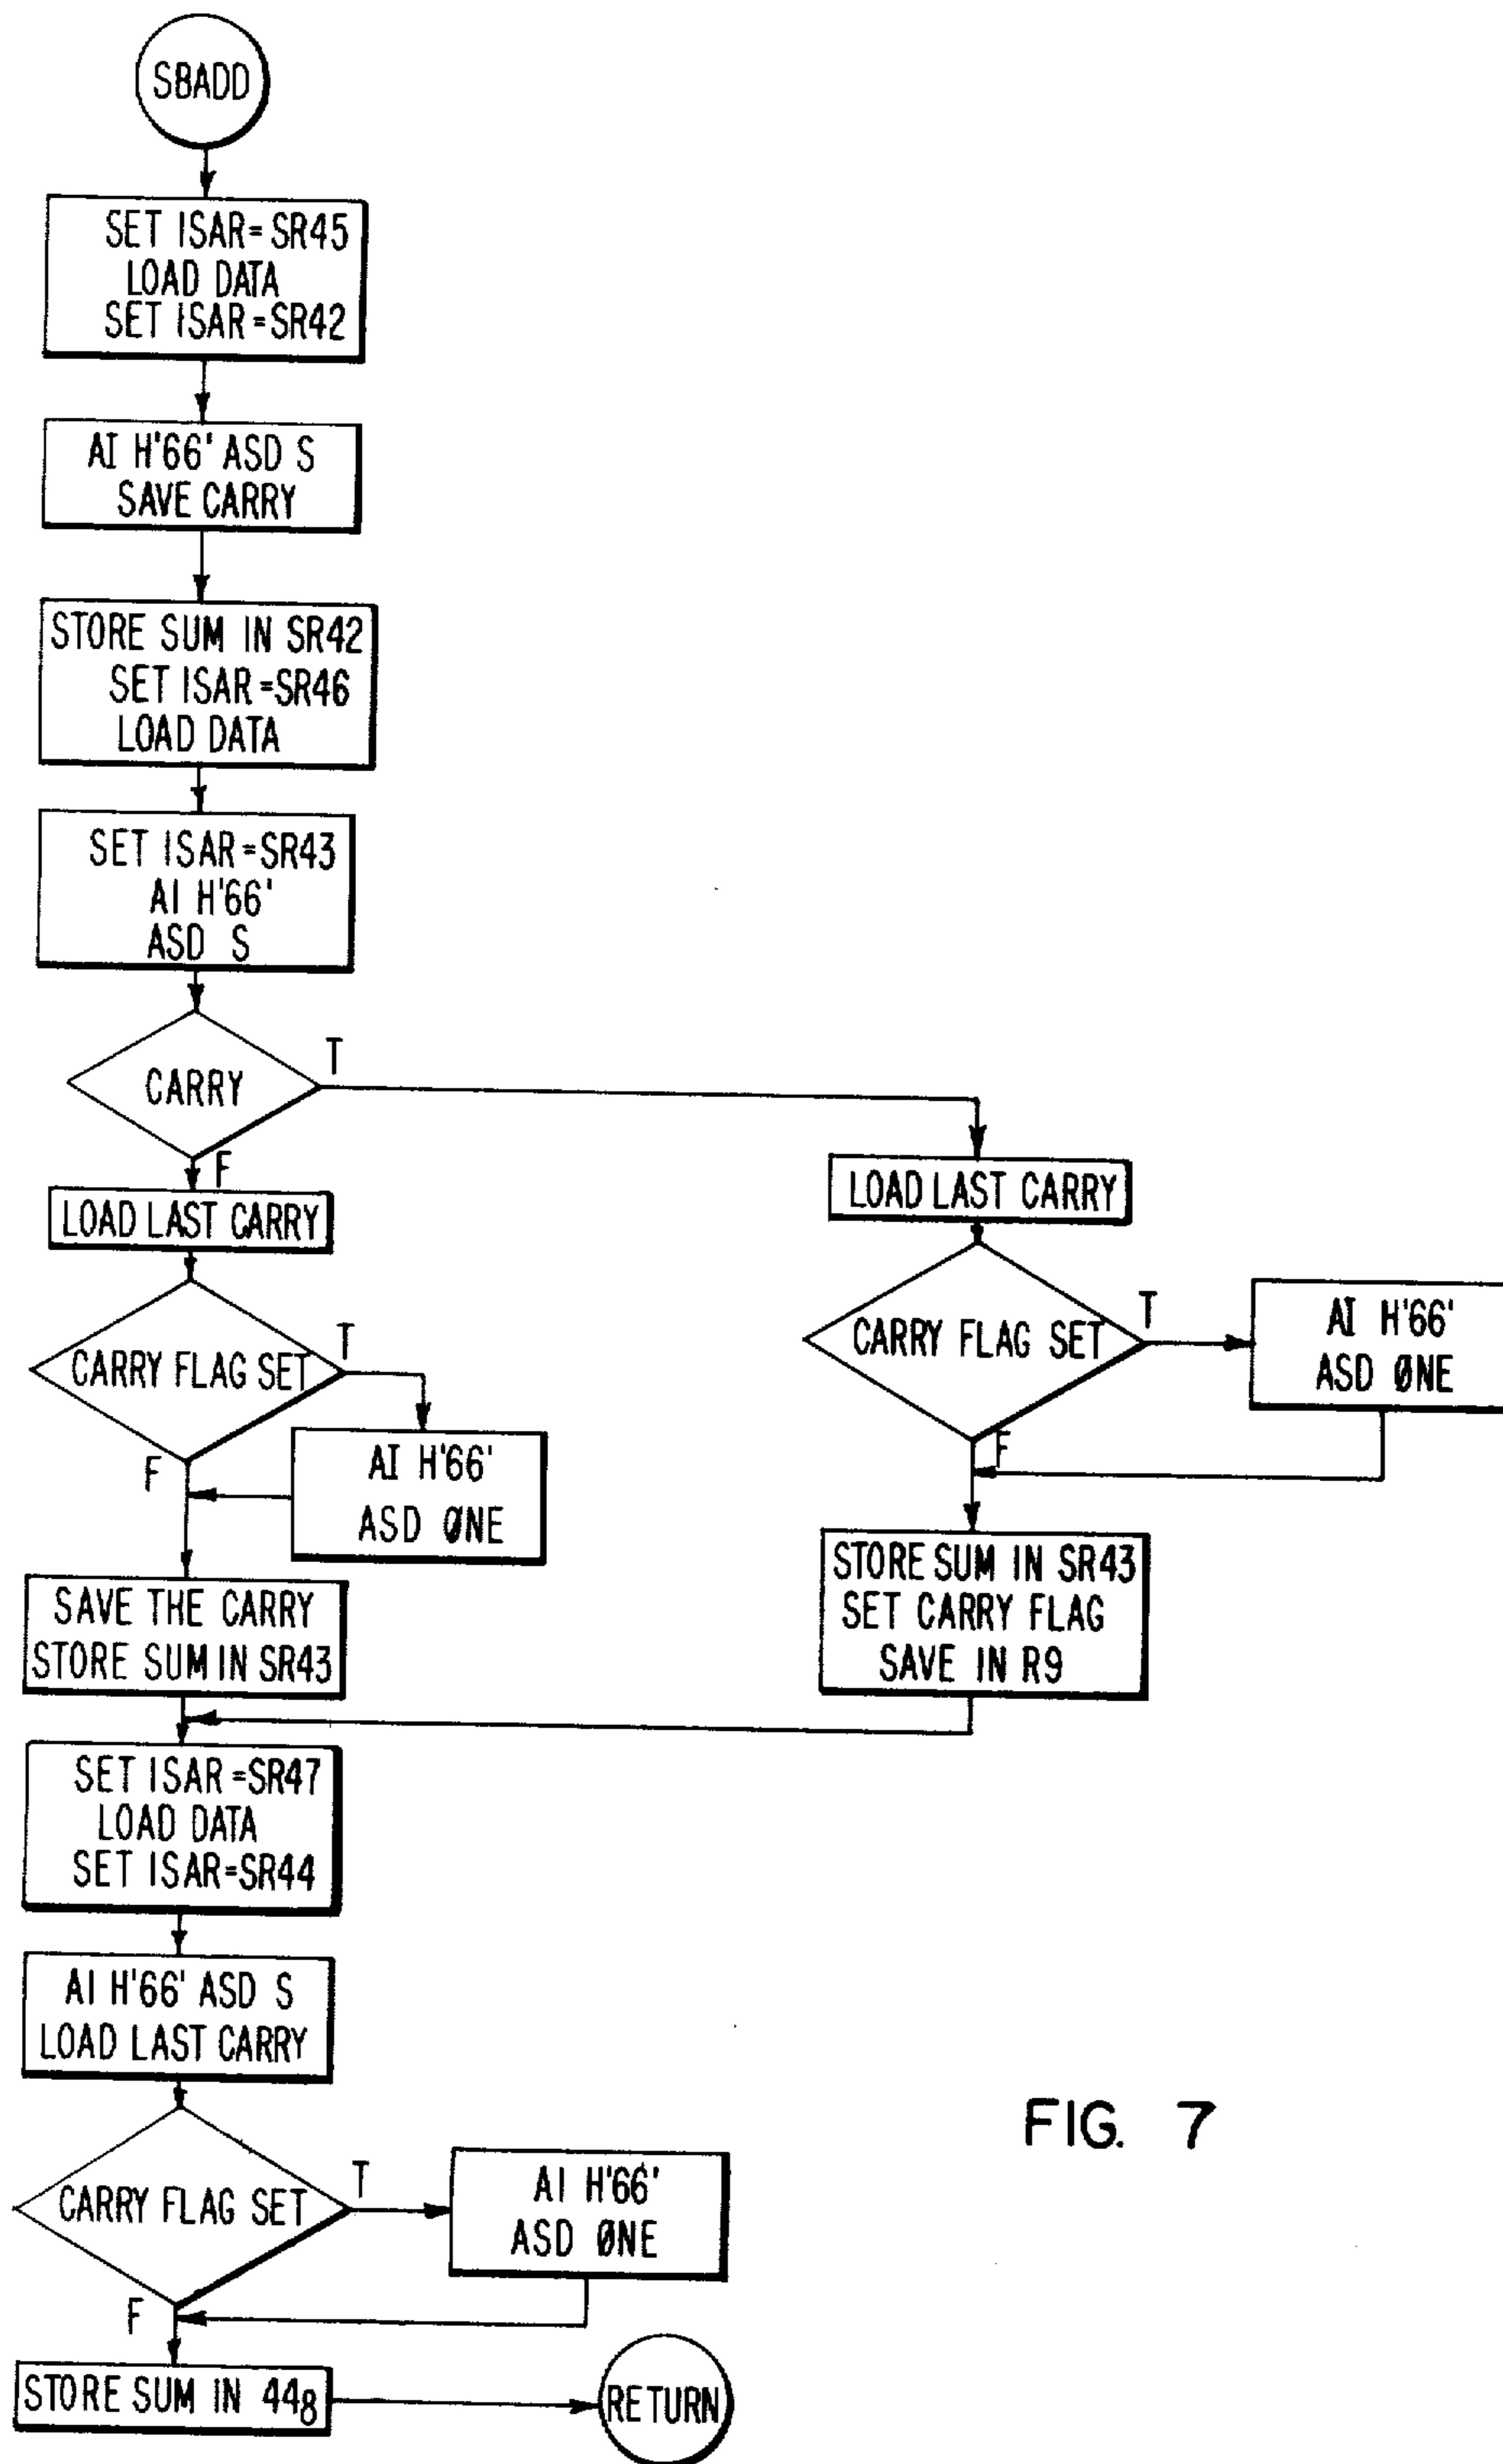 SBADD
SET ISAR=SR45
LOAD DATA
SET ISAR=SR42
AI H'66' ASD S
SAVE CARRY
STORE SUM IN SR42
SET ISAR=SR46
LOAD DATA
SET ISAR=SR43
AI H'66'
ASD S
CARRY
T
F
LOAD LAST CARRY
LOAD LAST CARRY
CARRY FLAG SET
T
AI H'66'
ASD ØNE
F
CARRY FLAG SET
T
AI H'66'
ASD ØNE
F
SAVE THE CARRY
STORE SUM IN SR43
STORE SUM IN SR43
SET CARRY FLAG
SAVE IN R9
SET ISAR=SR47
LOAD DATA
SET ISAR=SR44
AI H'66' ASD S
LOAD LAST CARRY
CARRY FLAG SET
T
AI H'66'
ASD ØNE
F
STORE SUM IN 44₈
RETURN
FIG. 7